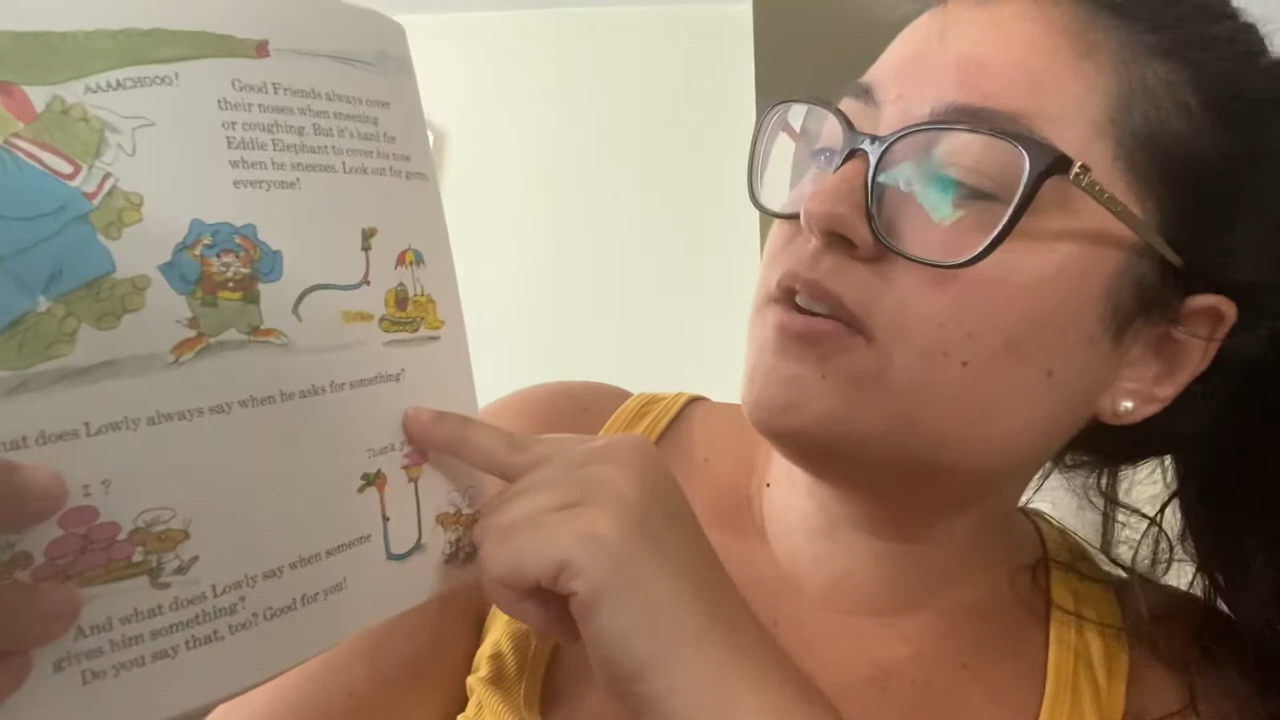 AAAACHOOO!
Good Friends always cover
their noses when sneezing
or coughing. But it's hard for
Eddie Elephant to cover his nose
when he sneezes. Look out for germs,
everyone!
does Lowly always say when he asks for something?
Thank
I ?
And what does Lowly say when someone
gives him something?
Do you say that, too? Good for you!